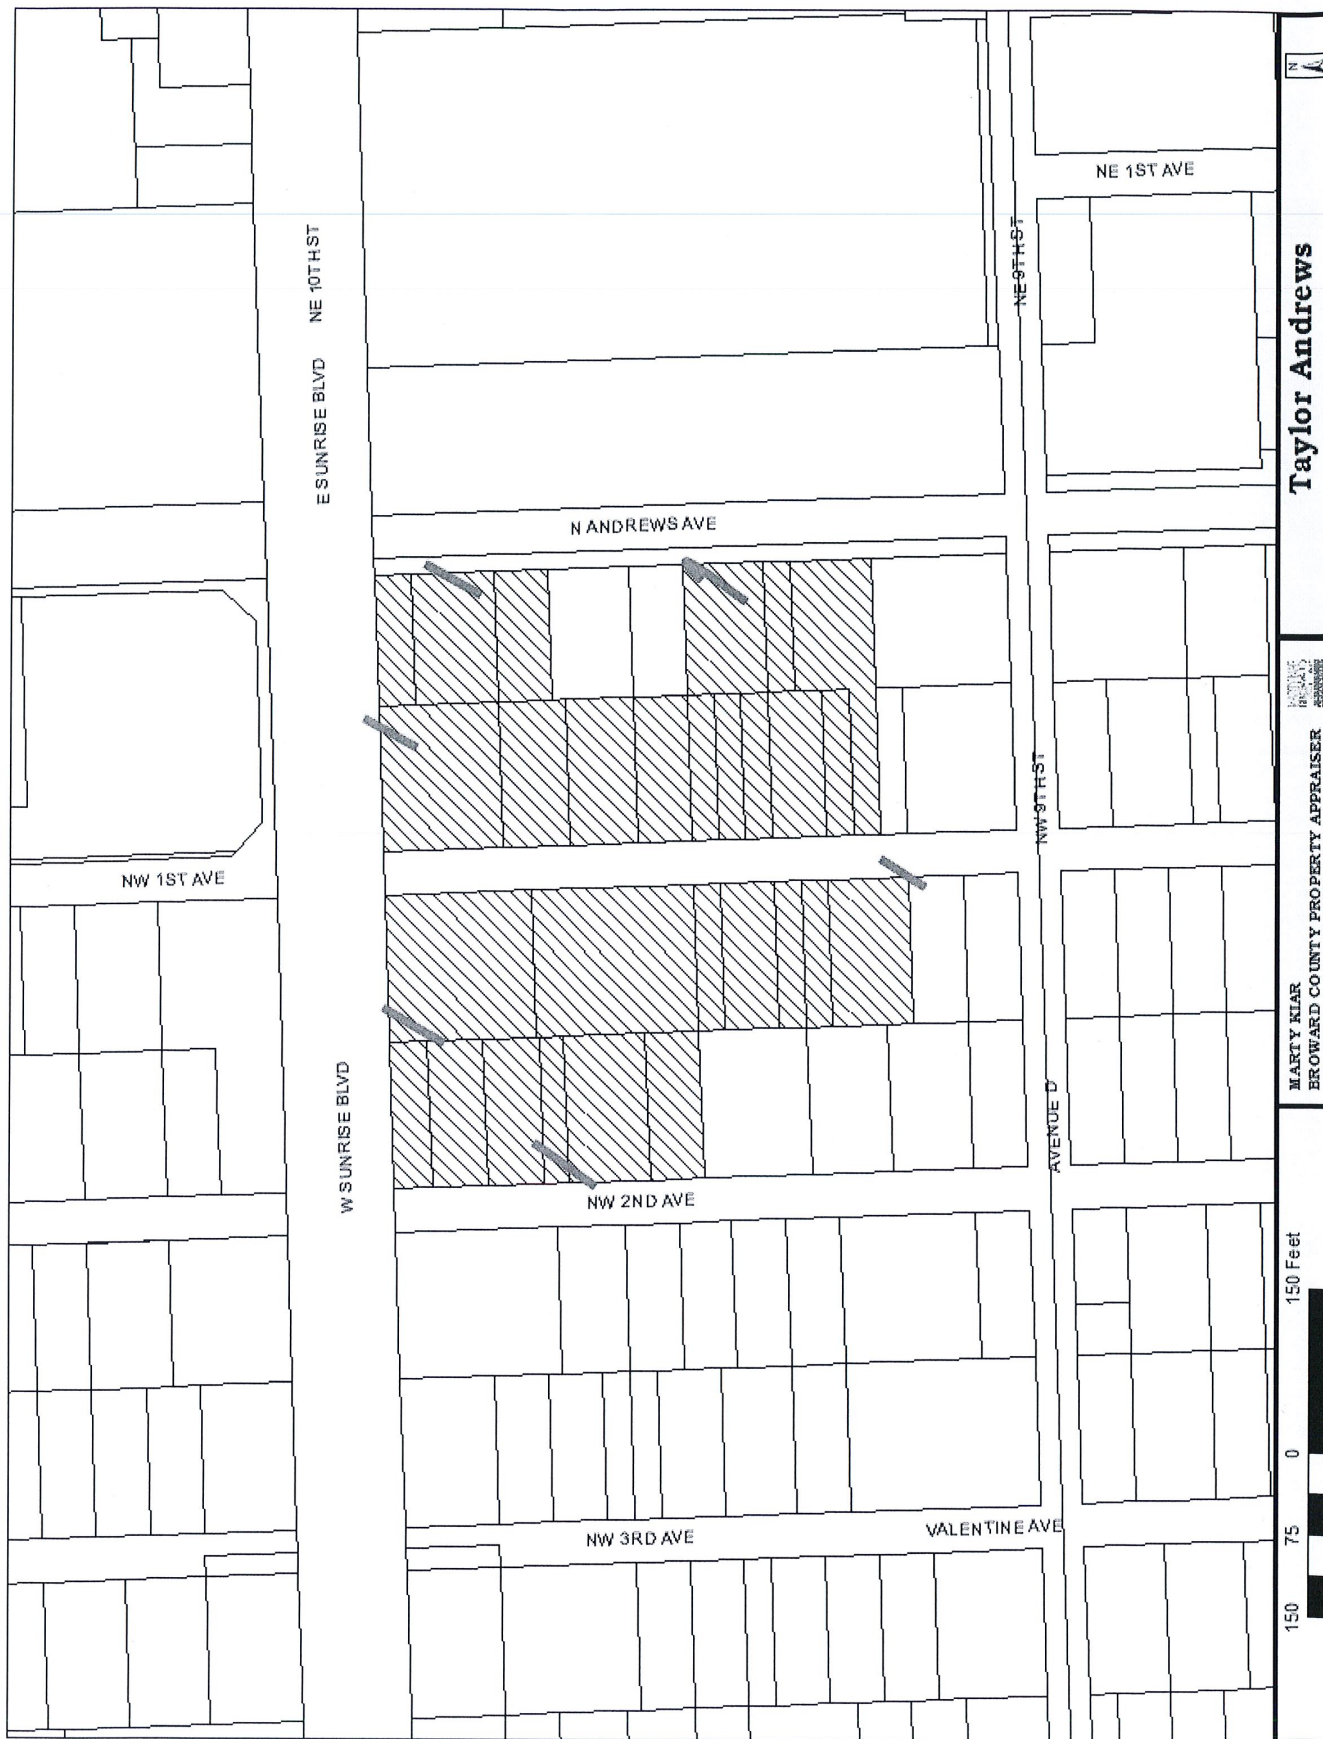 NE 1ST AVE
NE 10TH ST
NE 9TH ST
E SUNRISE BLVD
N ANDREWS AVE
NW 9TH ST
NW 1ST AVE
W SUNRISE BLVD
AVENUE D
NW 2ND AVE
NW 3RD AVE
VALENTINE AVE
150 75 0 150 Feet
MARTY KIAR
BROWARD COUNTY PROPERTY APPRAISER
Taylor Andrews
N